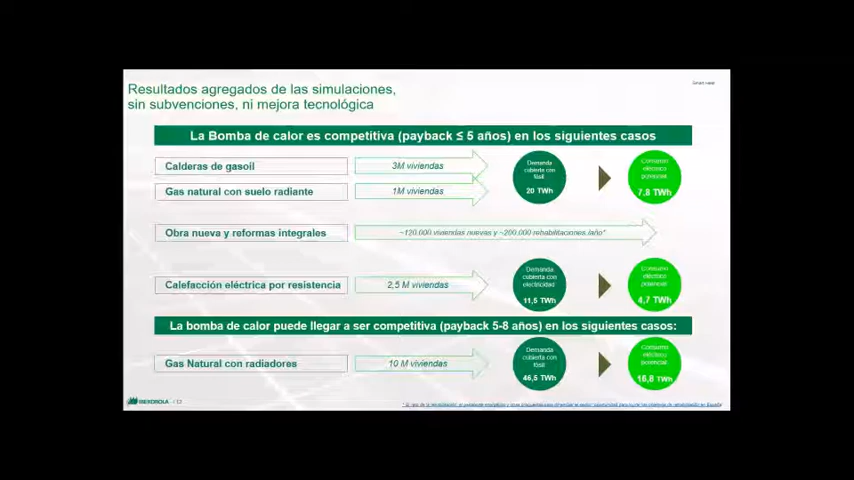 Resultados agregados de las simulaciones,
sin subvenciones, ni mejora tecnológica
La Bomba de calor es competitiva (payback ≤ 5 años) en los siguientes casos
Calderas de gasoil
3M viviendas
Gas natural con suelo radiante
1M viviendas
Demanda
cubierta con
fósil
20 TWh
Consumo
eléctrico
potencial
7,8 TWh
Obra nueva y reformas integrales
~120.000 viviendas nuevas y ~200.000 rehabilitaciones /año*
Calefacción eléctrica por resistencia
2,5 M viviendas
Demanda
cubierta con
electricidad
11,5 TWh
Consumo
eléctrico
potencial
4,7 TWh
La bomba de calor puede llegar a ser competitiva (payback 5-8 años) en los siguientes casos:
Gas Natural con radiadores
10 M viviendas
Demanda
cubierta con
fósil
46,5 TWh
Consumo
eléctrico
potencial
16,8 TWh
IBERDROLA